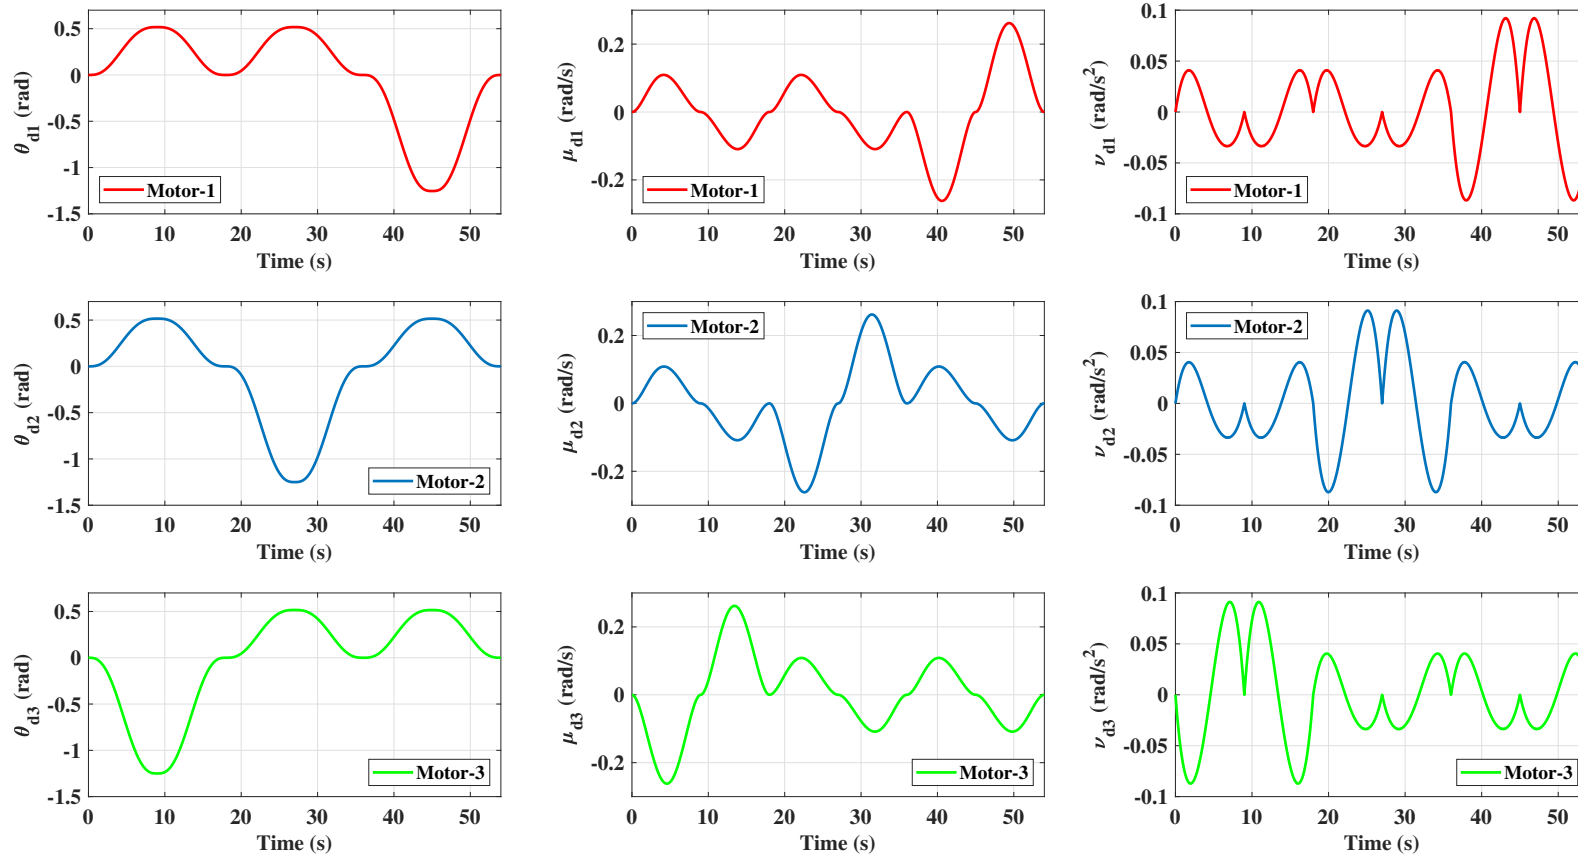 0.5
0
-0.5
-1
-1.5
θd1 (rad)
Motor-1
0 10 20 30 40 50
Time (s)
0.2
0
-0.2
μd1 (rad/s)
Motor-1
0 10 20 30 40 50
Time (s)
0.1
0.05
0
-0.05
-0.1
νd1 (rad/s²)
Motor-1
0 10 20 30 40 50
Time (s)
0.5
0
-0.5
-1
-1.5
θd2 (rad)
Motor-2
0 10 20 30 40 50
Time (s)
0.2
0
-0.2
μd2 (rad/s)
Motor-2
0 10 20 30 40 50
Time (s)
0.1
0.05
0
-0.05
-0.1
νd2 (rad/s²)
Motor-2
0 10 20 30 40 50
Time (s)
0.5
0
-0.5
-1
-1.5
θd3 (rad)
Motor-3
0 10 20 30 40 50
Time (s)
0.2
0
-0.2
μd3 (rad/s)
Motor-3
0 10 20 30 40 50
Time (s)
0.1
0.05
0
-0.05
-0.1
νd3 (rad/s²)
Motor-3
0 10 20 30 40 50
Time (s)